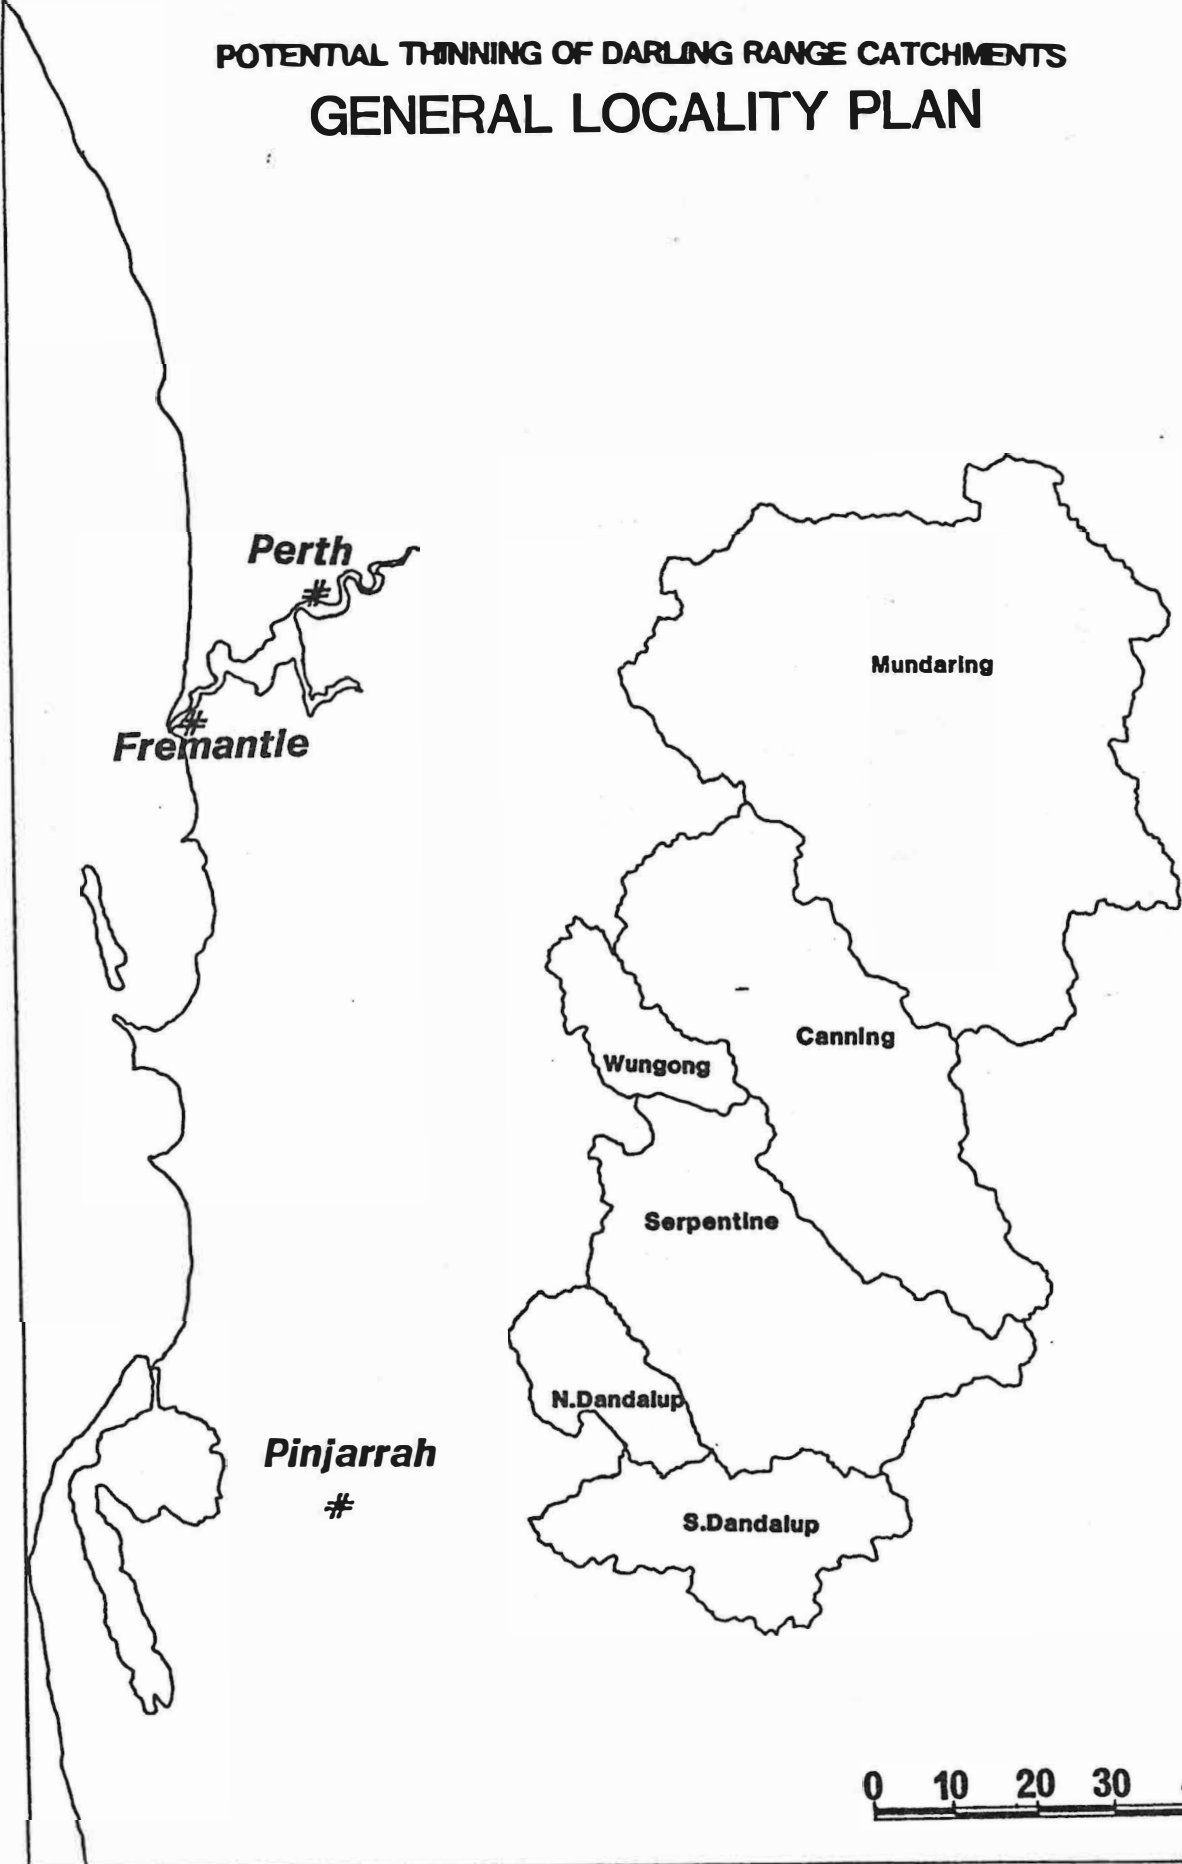 POTENTIAL THINNING OF DARLING RANGE CATCHMENTS
GENERAL LOCALITY PLAN
Perth
#
Fremantle
#
Mundaring
Canning
Wungong
Serpentine
N.Dandalup
Pinjarrah
#
S.Dandalup
0 10 20 30